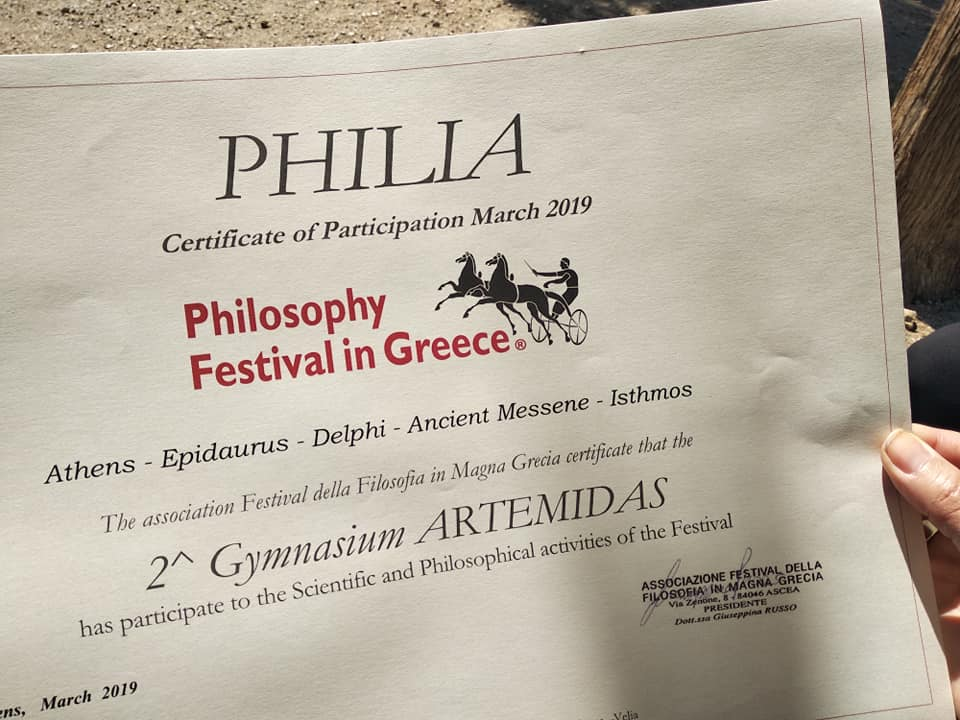 PHILIA
Certificate of Participation March 2019
Philosophy
Festival in Greece®
Athens - Epidaurus - Delphi - Ancient Messene - Isthmos
The association Festival della Filosofia in Magna Grecia certificate that the
2^ Gymnasium ARTEMIDAS
has participate to the Scientific and Philosophical activities of the Festival
ASSOCIAZIONE FESTIVAL DELLA
FILOSOFIA IN MAGNA GRECIA
Via Zenone, 8 / 84046 ASCEA
PRESIDENTE
Dott.ssa Giuseppina RUSSO
ens, March 2019
-Velia